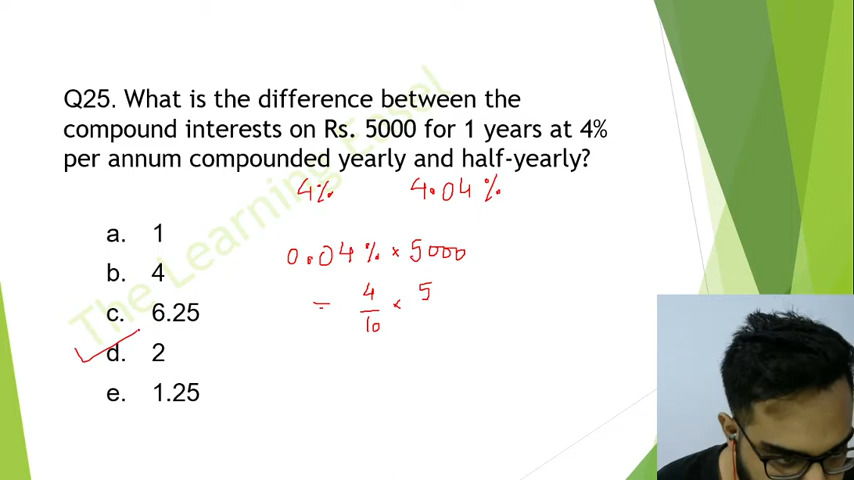 Q25. What is the difference between the
compound interests on Rs. 5000 for 1 years at 4%
per annum compounded yearly and half-yearly?
4% 4.04%
a. 1
0.04% × 5000
b. 4
= 4/10 × 5
c. 6.25
d. 2
e. 1.25
The Learning Easel